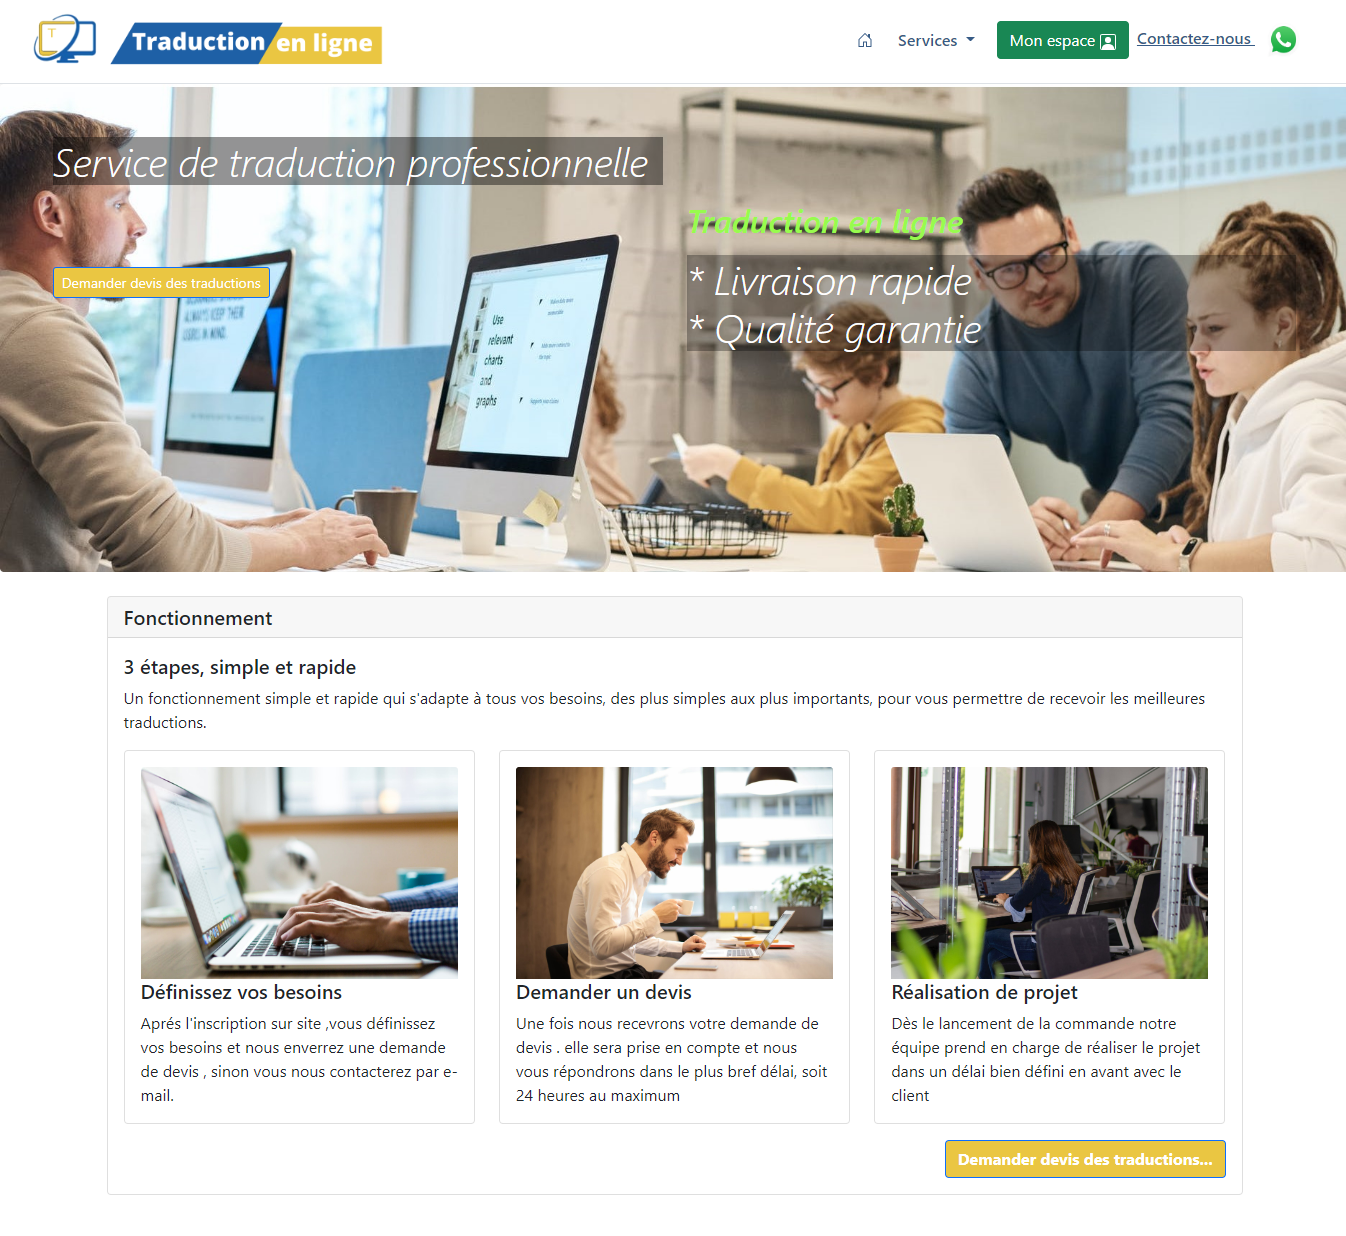 T
Traduction en ligne
Services
Mon espace
Contactez-nous
Service de traduction professionnelle
Traduction en ligne
* Livraison rapide
* Qualité garantie
Demander devis des traductions
ALWAYS KEEP THEIR
USERS IN MIND.
Use
relevant
charts
and
graphs
Fonctionnement
3 étapes, simple et rapide
Un fonctionnement simple et rapide qui s'adapte à tous vos besoins, des plus simples aux plus importants, pour vous permettre de recevoir les meilleures
traductions.
Définissez vos besoins
Aprés l'inscription sur site ,vous définissez
vos besoins et nous enverrez une demande
de devis , sinon vous nous contacterez par e-
mail.
Demander un devis
Une fois nous recevrons votre demande de
devis . elle sera prise en compte et nous
vous répondrons dans le plus bref délai, soit
24 heures au maximum
Réalisation de projet
Dès le lancement de la commande notre
équipe prend en charge de réaliser le projet
dans un délai bien défini en avant avec le
client
Demander devis des traductions...